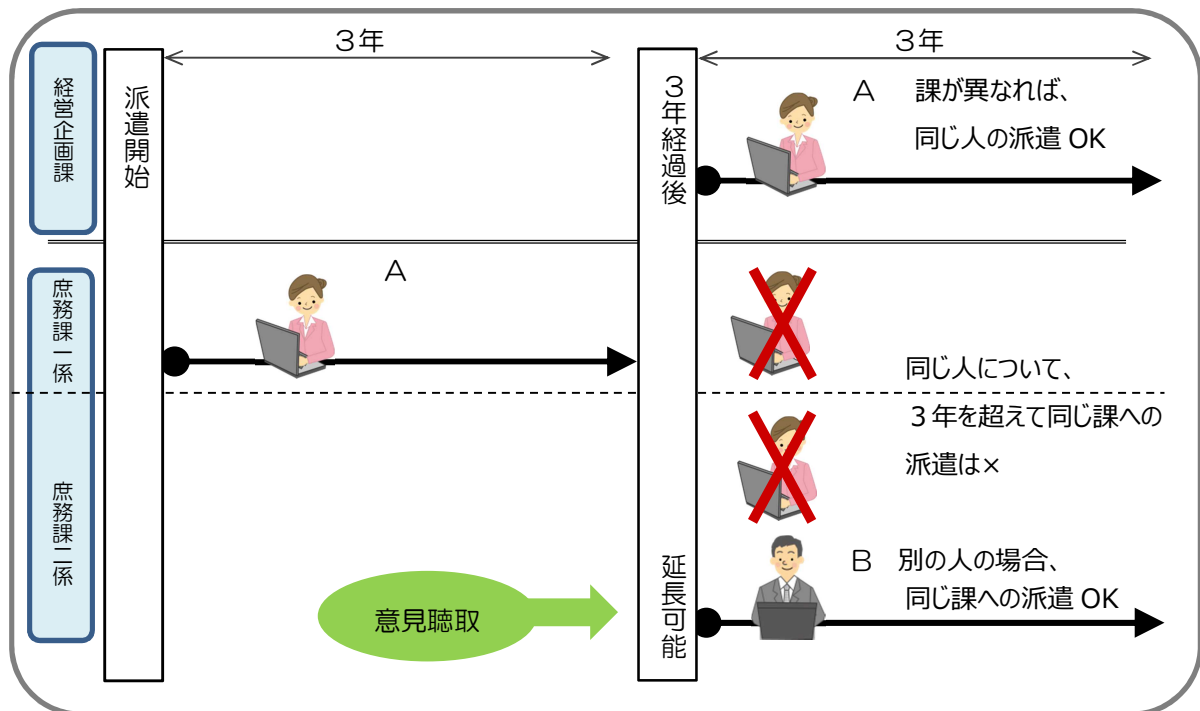 3年
3年
経営企画課
派遣開始
3年経過後
A
課が異なれば、
同じ人の派遣 OK
A
庶務課一係
同じ人について、
3年を超えて同じ課への
派遣は×
庶務課二係
意見聴取
延長可能
B
別の人の場合、
同じ課への派遣 OK